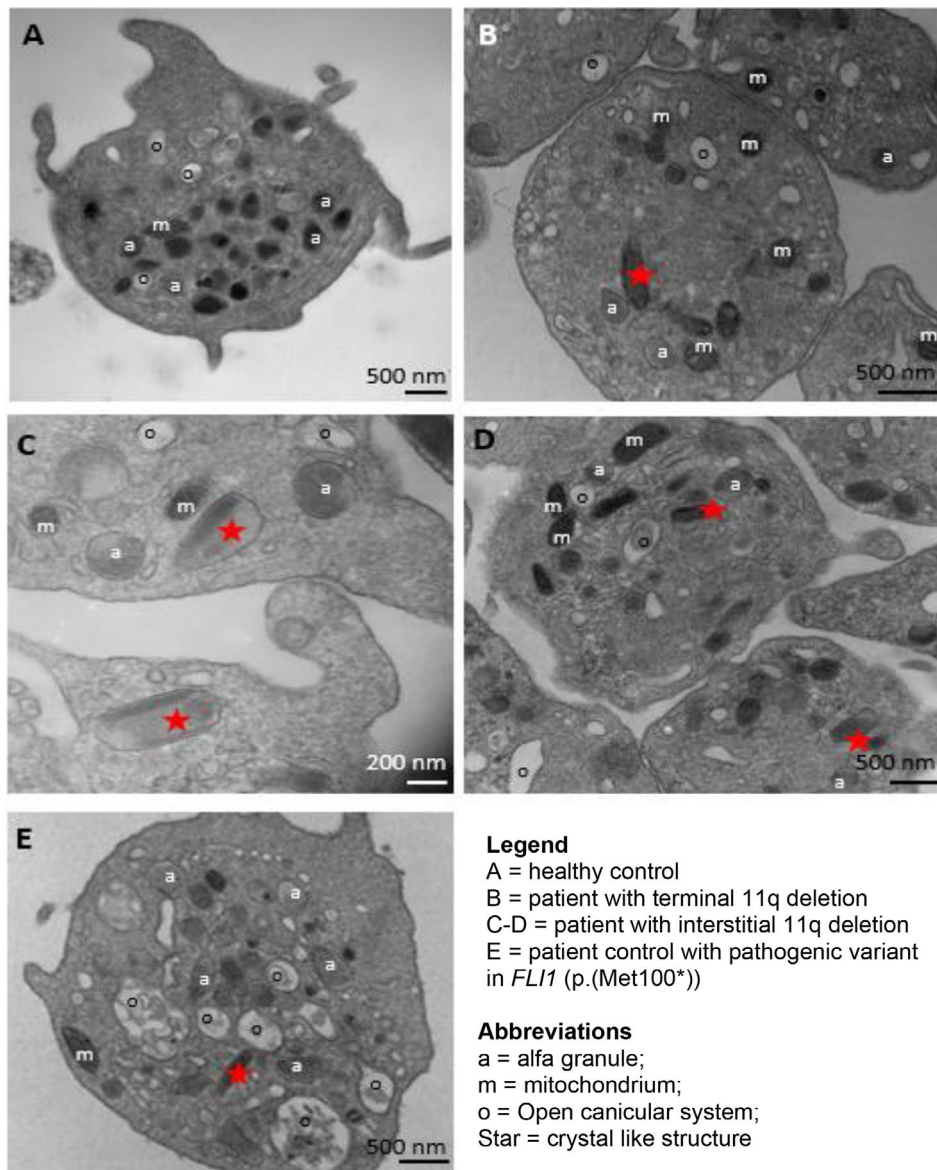 A
o
o
a
m
a
a
o
a
500 nm
B
o
m
m
a
m
o
m
a
a
m
m
500 nm
C
o
o
a
m
m
a
200 nm
D
m
a
a
m
o
m
o
o
a
500 nm
E
a
a
a
a
o
o
o
o
m
a
o
o
500 nm
Legend
A = healthy control
B = patient with terminal 11q deletion
C-D = patient with interstitial 11q deletion
E = patient control with pathogenic variant
in FLI1 (p.(Met100*))
Abbreviations
a = alfa granule;
m = mitochondrium;
o = Open canicular system;
Star = crystal like structure